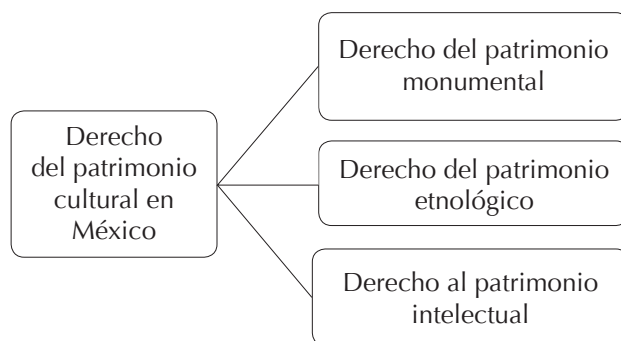 Derecho
del patrimonio
cultural en
México
Derecho del patrimonio
monumental
Derecho del patrimonio
etnológico
Derecho al patrimonio
intelectual